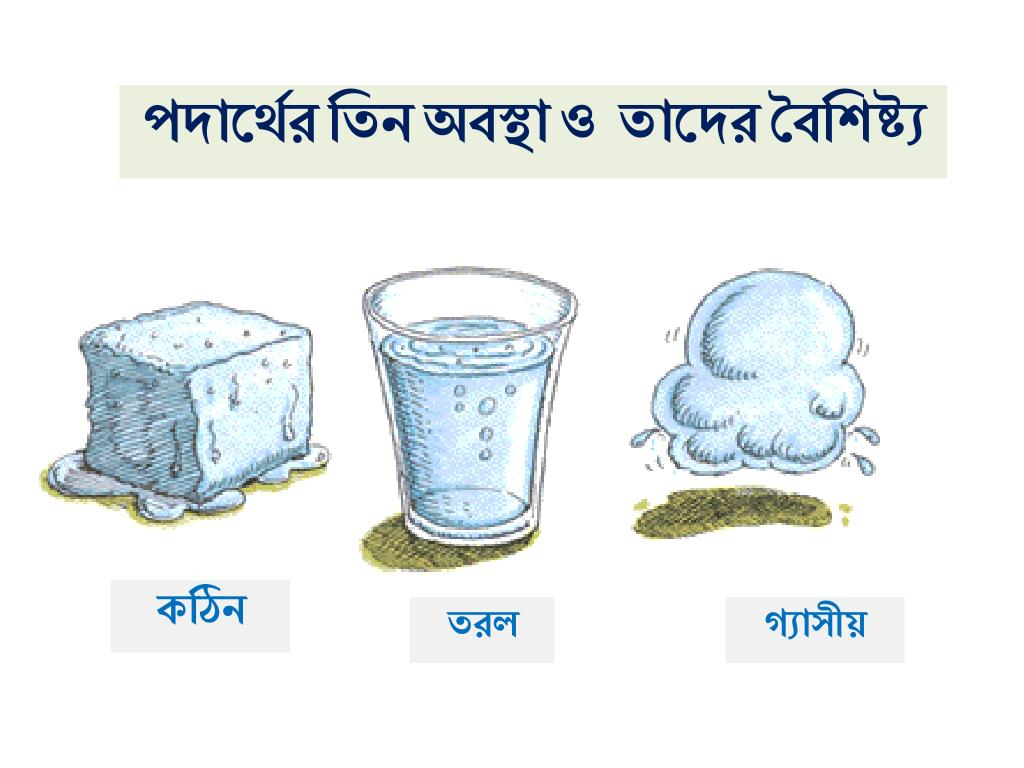 পদার্থের তিন অবস্থা ও তাদের বৈশিষ্ট্য
কঠিন
তরল
গ্যাসীয়